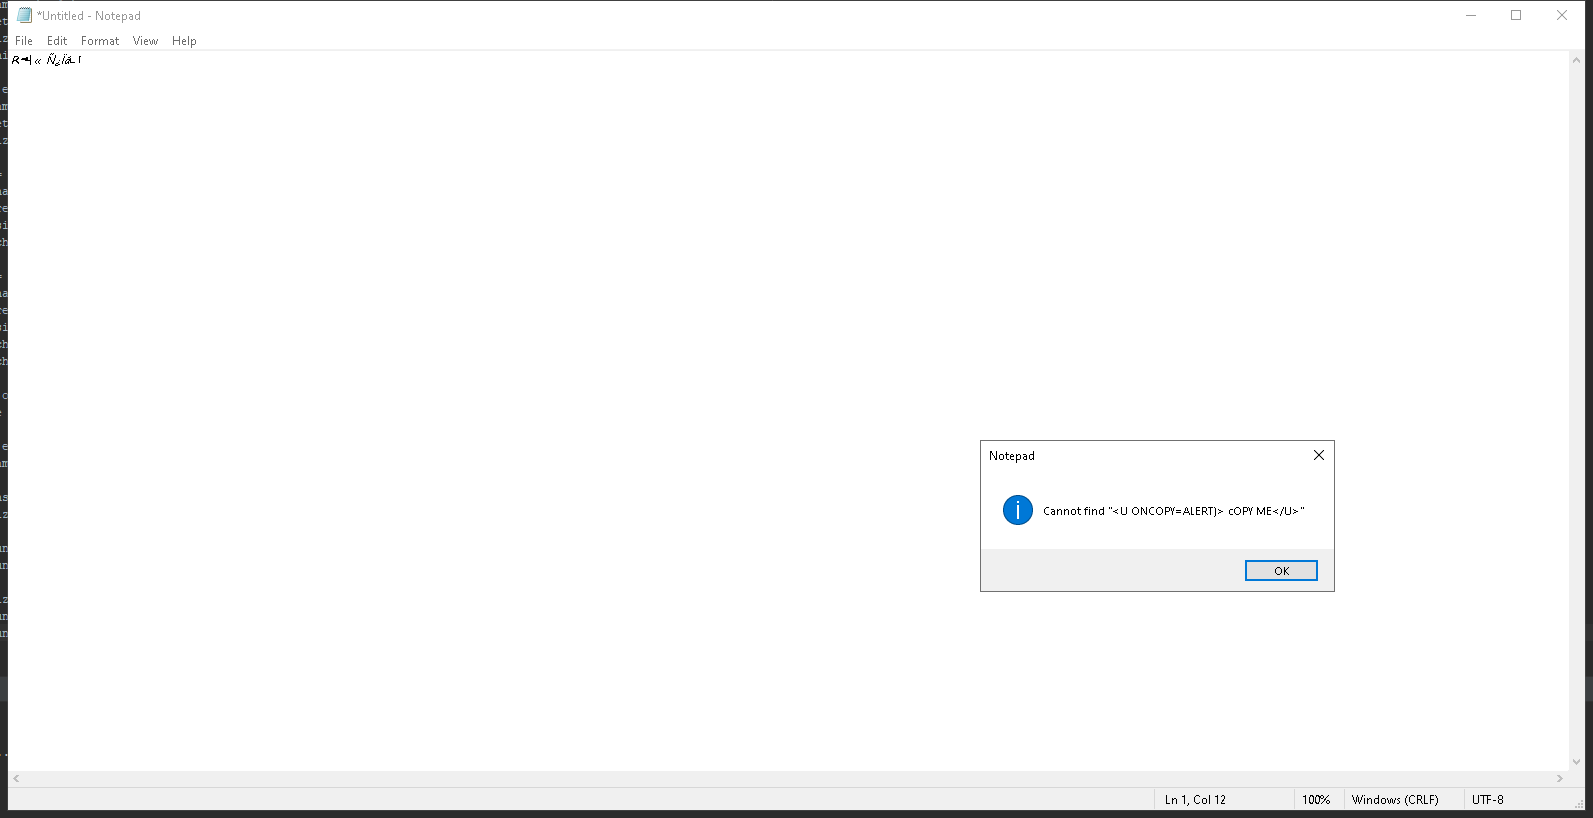 *Untitled - Notepad
File Edit Format View Help
Notepad
Cannot find "<U ONCOPY=ALERT)> cOPY ME</U>"
OK
Ln 1, Col 12 100% Windows (CRLF) UTF-8